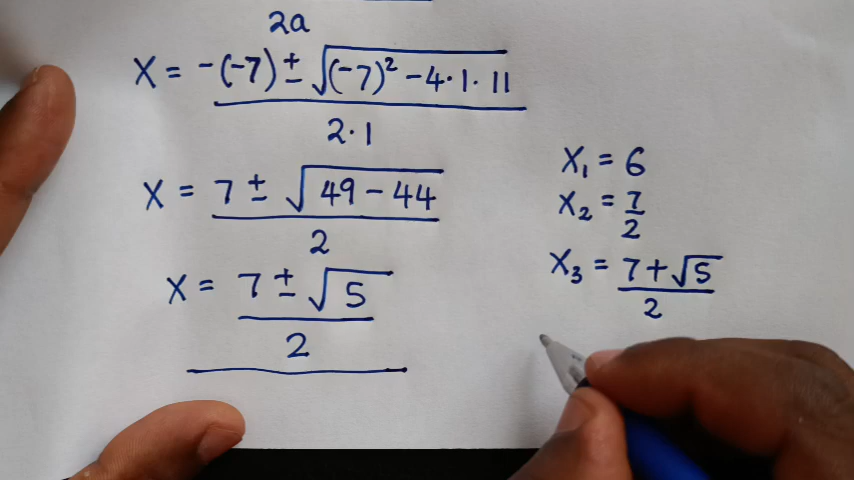 2a
X = -(-7) ± √(-7)² - 4·1·11
2·1
X = 7 ± √49 - 44
2
X = 7 ± √5
2
X₁ = 6
X₂ = 7/2
X₃ = 7 + √5
2